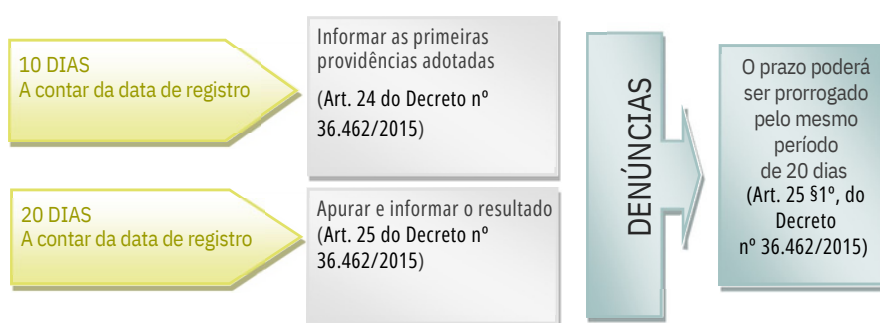 10 DIAS
A contar da data de registro
Informar as primeiras
providências adotadas
(Art. 24 do Decreto nº
36.462/2015)
20 DIAS
A contar da data de registro
Apurar e informar o resultado
(Art. 25 do Decreto nº
36.462/2015)
DENÚNCIAS
O prazo poderá
ser prorrogado
pelo mesmo
período
de 20 dias
(Art. 25 §1º, do
Decreto
nº 36.462/2015)